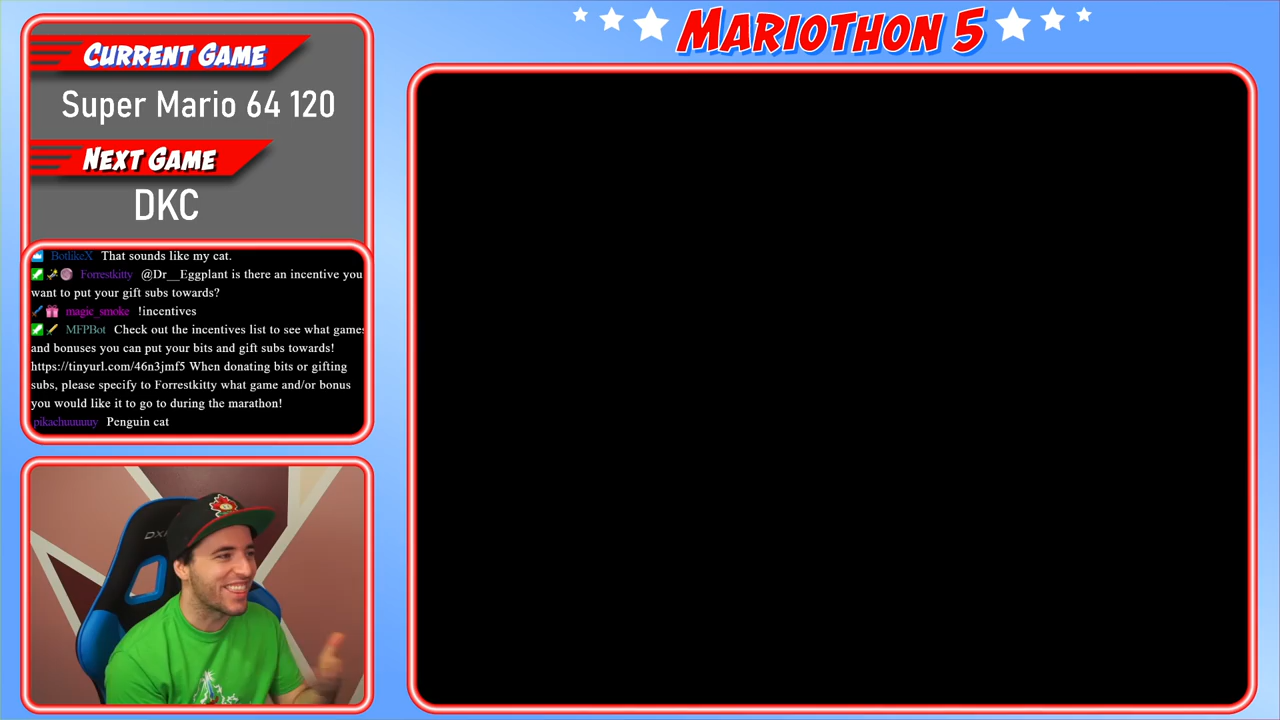 MARIOTHON 5
CURRENT GAME
Super Mario 64 120
NEXT GAME
DKC
BotlikeX That sounds like my cat.
Forrestkitty @Dr__Eggplant is there an incentive you
want to put your gift subs towards?
magic_smoke !incentives
MFPBot Check out the incentives list to see what games
and bonuses you can put your bits and gift subs towards!
https://tinyurl.com/46n3jmf5 When donating bits or gifting
subs, please specify to Forrestkitty what game and/or bonus
you would like it to go to during the marathon!
pikachuuuuuy Penguin cat
DX